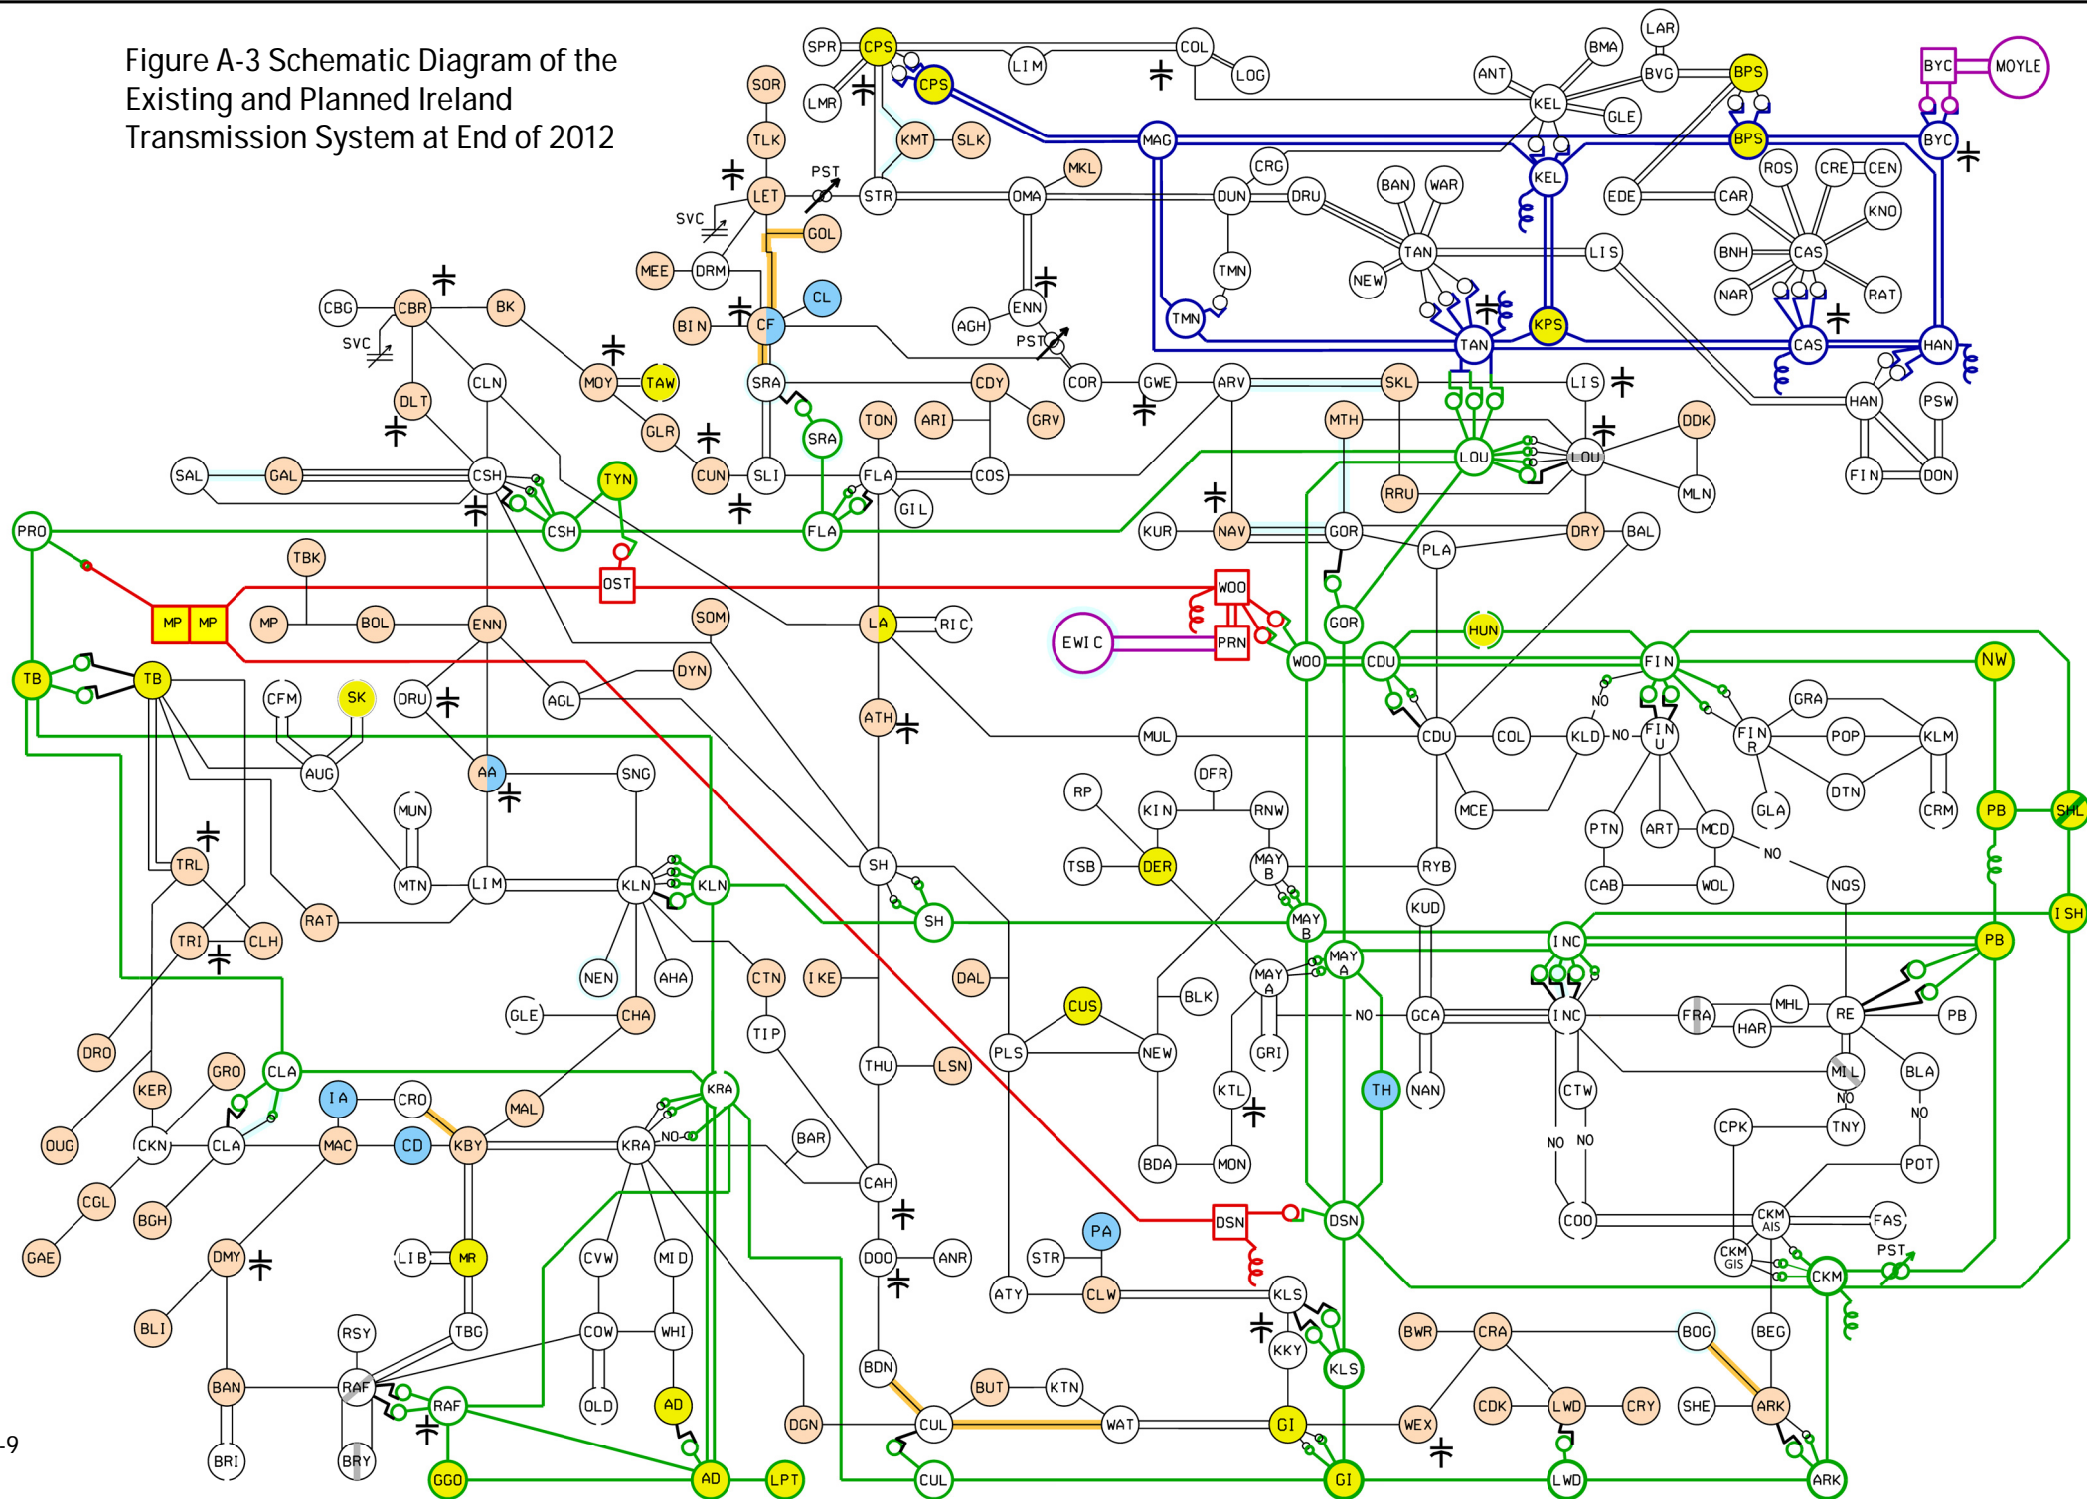 Figure A-3 Schematic Diagram of the
Existing and Planned Ireland
Transmission System at End of 2012
SPR CPS LIM COL LOG ANT BMA LAR BVG BPS BYC MOYLE
SOR LMR CPS KEL GLE
TLK KMT SLK MAG BPS BYC
PST MKL CRG KEL ROS CRE CEN
LET STR OMA DUN DRU BAN WAR EDE CAR KNO
SVC GOL
MEE DRM TMN TAN NEW LIS BNH CAS
CL NAR RAT
CBG CBR BK BIN CF AGH ENN TMN KPS
SVC PST TAN CAS HAN
CLN MOY TAW SRA CDY COR GWE ARV SKL LIS
DLT HAN PSW
GLR SRA TON ARI GRV MTH DDK
SAL GAL CSH TYN CUN SLI FLA COS LOU LOU FIN DON
RRU MLN
GIL
PRO CSH FLA KUR NAV GOR PLA DRY BAL
TBK
OST WOO
MP MP MP BOL ENN SOM LA RIC GOR
EWIC PRN HUN
WOO CDU FIN NW
TB TB DYN
CFM SK DRU AGL NO GRA
ATH
MUL CDU COL KLD NO FIN U FIN R POP KLM
AUG AA SNG DFR
RP DTN
MUN KIN RNW MCE GLA CRM PB SHL
PTN ART MCD
NO
TRL SH TSB DER MAY B RYB
MTN LIM KLN KLN CAB WOL NQS
KUD
RAT SH MAY B ISH
TRI CLH INC PB
MAY A
NEN AHA CTN IKE DAL MAY A
BLK
CUS MHL
GLE CHA NO GCA INC FRA RE PB
TIP HAR
DRO PLS NEW GRI
GRO CLA THU LSN MIL BLA
KER KRA KTL TH NAN CTW
IA CRO NO
MAL NO
CPK TNY
OUG CKN CLA MAC CD KBY KRA NO BAR NO NO
BDA MON POT
CAH
CGL
BGH DSN DSN COO CKM AIS FAS
PA
GAE DMY LIB MR CVW MID DOO ANR STR CKM GIS PST
CKM
ATY CLW KLS
BLI RSY TBG COW WHI BWR CRA BOG BEG
KKY
BDN KLS
BAN RAF BUT KTN
RAF OLD AD CDK LWD CRY SHE ARK
DGN CUL WAT GI WEX
-9
BRI BRY
GGO AD LPT CUL GI LWD ARK